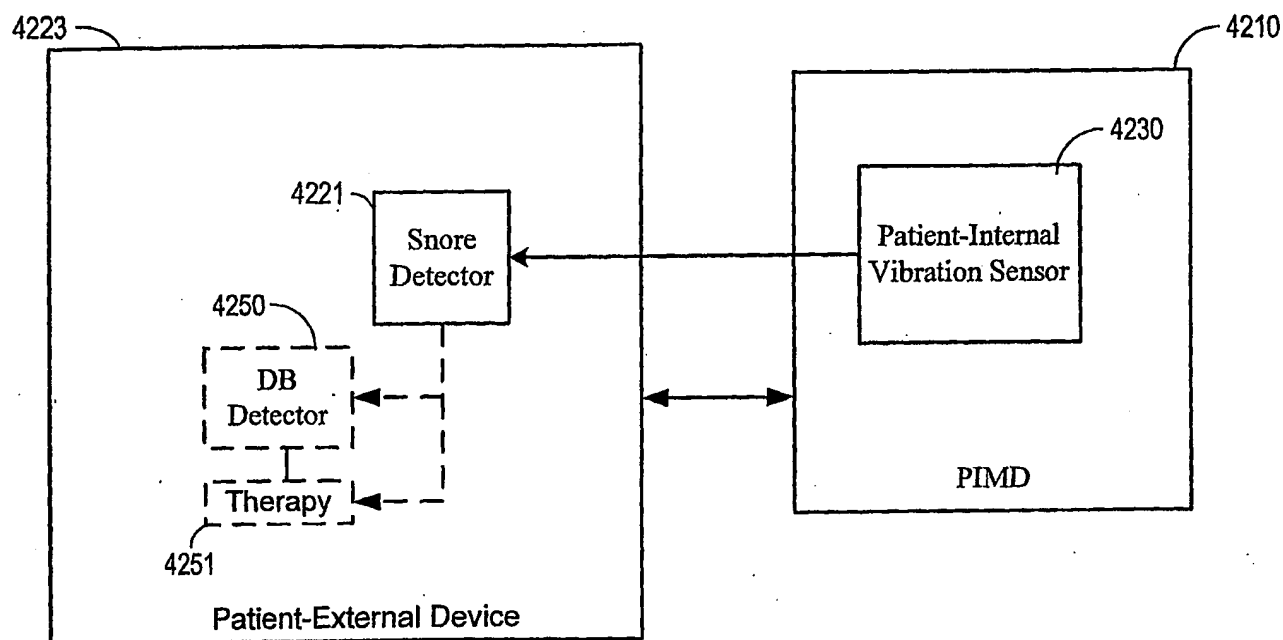 4223
4210
4230
4221
Snore
Detector
Patient-Internal
Vibration Sensor
4250
DB
Detector
Therapy
4251
PIMD
Patient-External Device